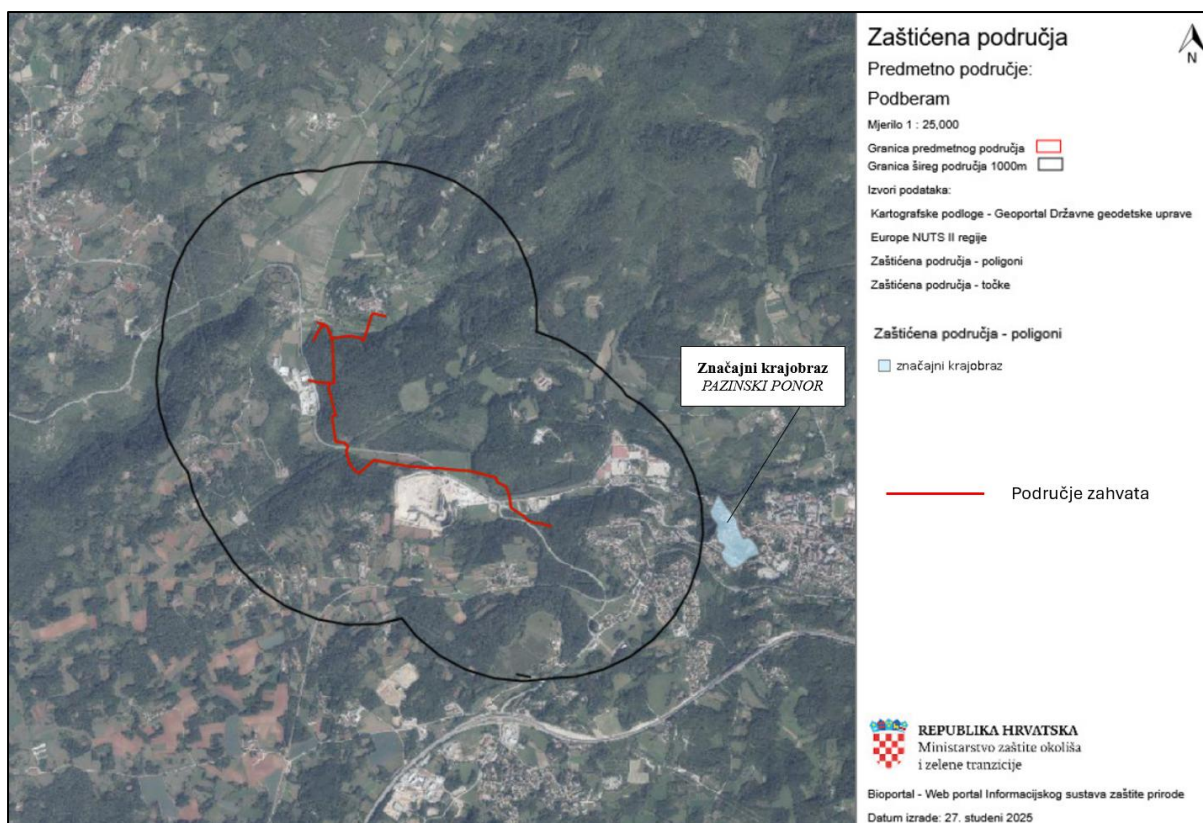 Zaštićena područja
N
Predmetno područje:
Podberam
Mjerilo 1 : 25,000
Granica predmetnog područja
Granica šireg područja 1000m
Izvori podataka:
Kartografske podloge - Geoportal Državne geodetske uprave
Europe NUTS II regije
Zaštićena područja - poligoni
Zaštićena područja - točke
Zaštićena područja - poligoni
značajni krajobraz
Značajni krajobraz
PAZINSKI PONOR
Područje zahvata
REPUBLIKA HRVATSKA
Ministarstvo zaštite okoliša
i zelene tranzicije
Bioportal - Web portal Informacijskog sustava zaštite prirode
Datum izrade: 27. studeni 2025